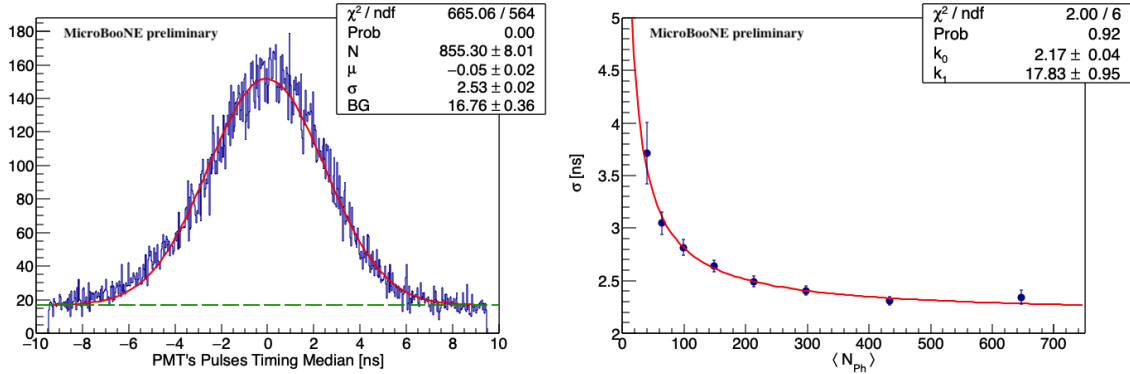 MicroBooNE preliminary
χ² / ndf 665.06 / 564
Prob 0.00
N 855.30 ± 8.01
μ −0.05 ± 0.02
σ 2.53 ± 0.02
BG 16.76 ± 0.36
180
160
140
120
100
80
60
40
20
0
−10 −8 −6 −4 −2 0 2 4 6 8 10
PMT's Pulses Timing Median [ns]
MicroBooNE preliminary
χ² / ndf 2.00 / 6
Prob 0.92
k₀ 2.17 ± 0.04
k₁ 17.83 ± 0.95
σ [ns]
5
4.5
4
3.5
3
2.5
2
0 100 200 300 400 500 600 700
⟨ N_Ph ⟩